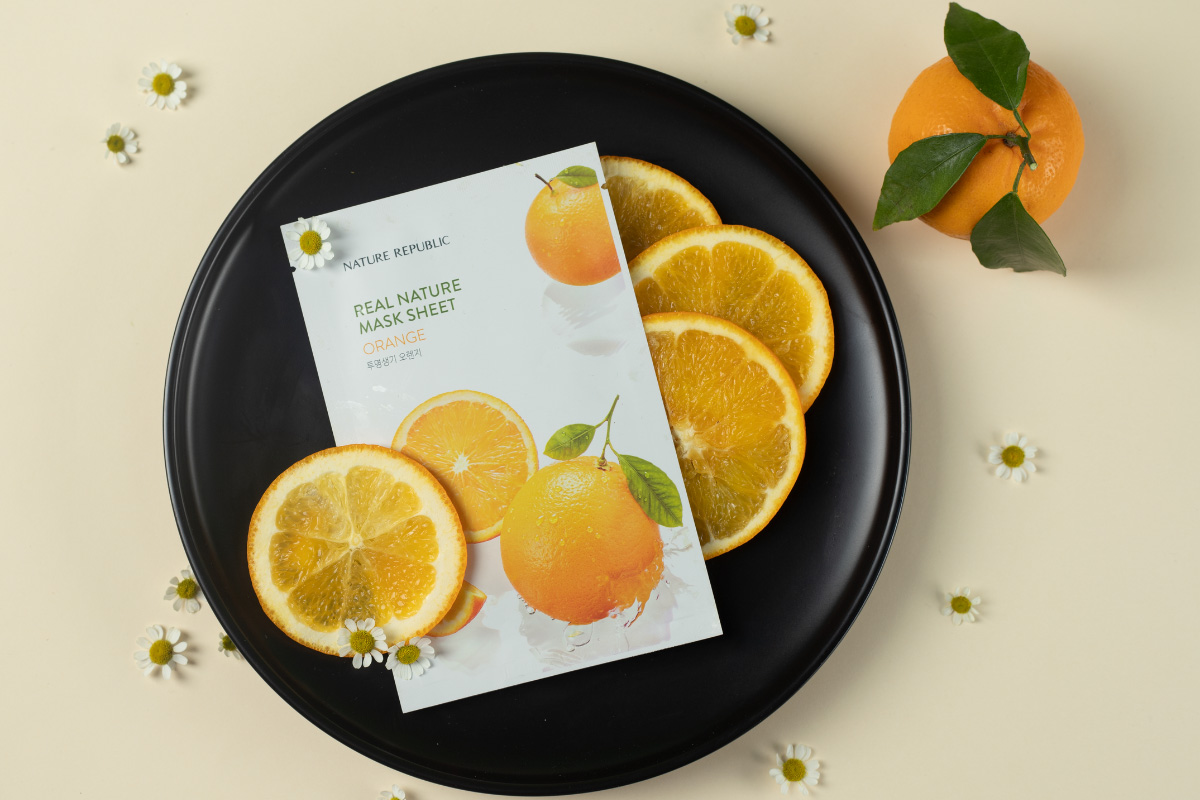 NATURE REPUBLIC
REAL NATURE
MASK SHEET
ORANGE
투명생기 오렌지